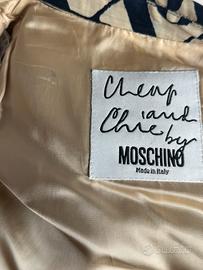 Cheap
and
Chic by
MOSCHINO
Made in Italy